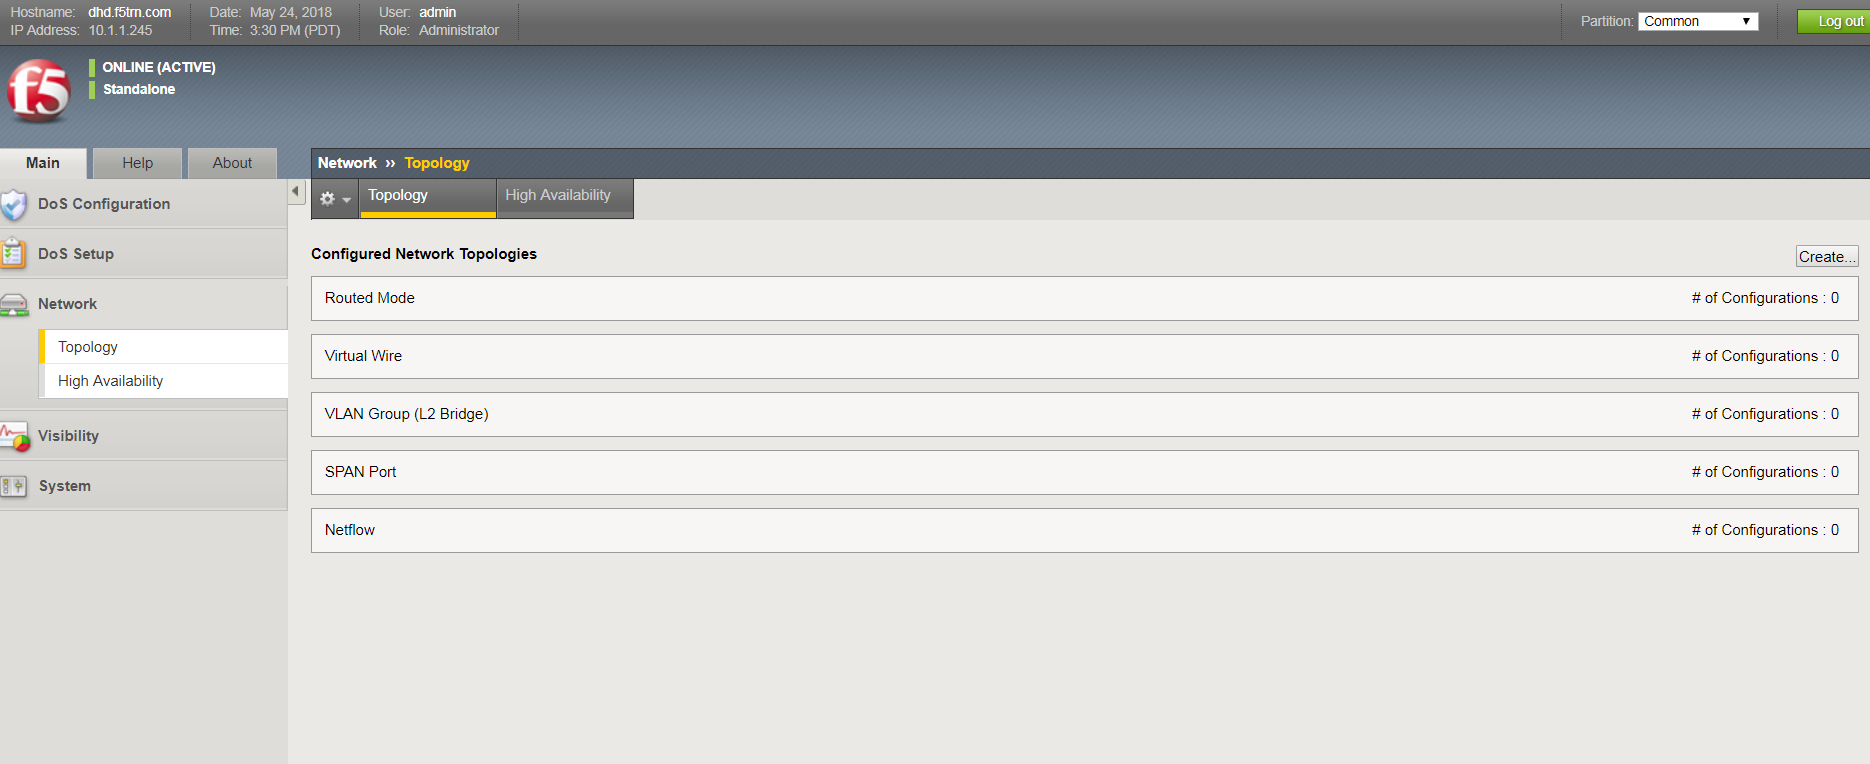 Hostname: dhd.f5trn.com Date: May 24, 2018 User: admin
IP Address: 10.1.1.245 Time: 3:30 PM (PDT) Role: Administrator
Partition: Common
Log out
f5
ONLINE (ACTIVE)
Standalone
Main Help About
DoS Configuration
DoS Setup
Network
Topology
High Availability
Visibility
System
Network ›› Topology
Topology High Availability
Configured Network Topologies
Create...
Routed Mode # of Configurations : 0
Virtual Wire # of Configurations : 0
VLAN Group (L2 Bridge) # of Configurations : 0
SPAN Port # of Configurations : 0
Netflow # of Configurations : 0